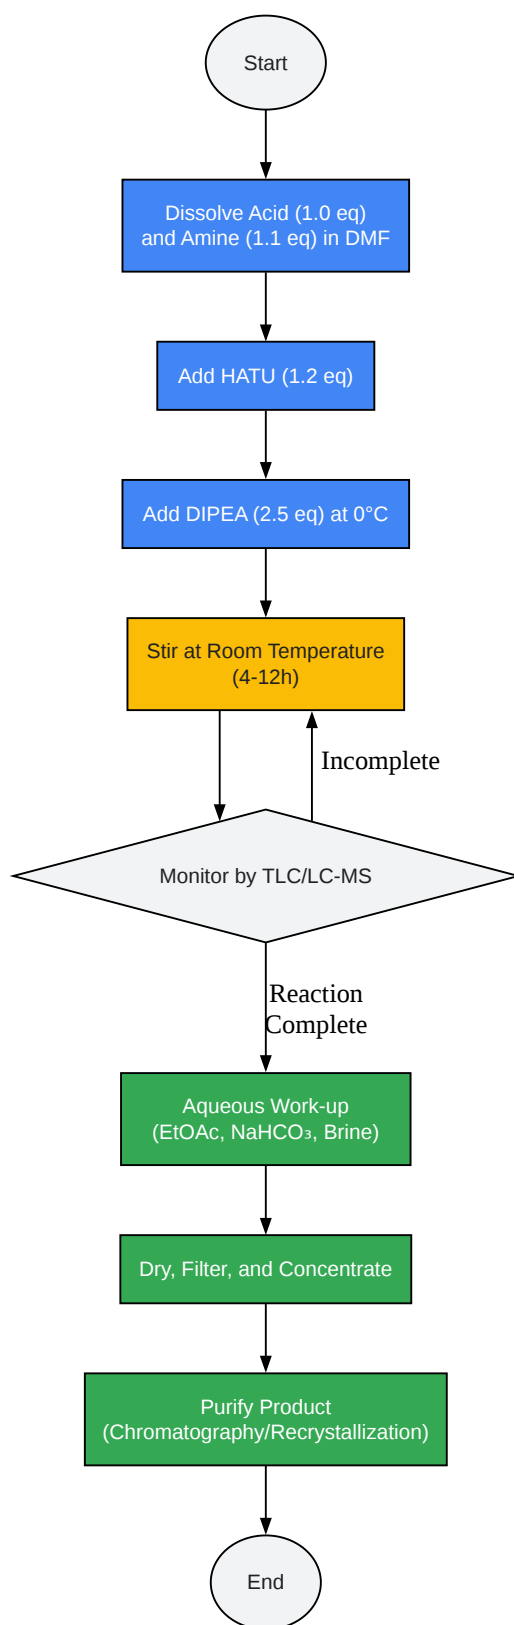 Start
Dissolve Acid (1.0 eq)
and Amine (1.1 eq) in DMF
Add HATU (1.2 eq)
Add DIPEA (2.5 eq) at 0°C
Stir at Room Temperature
(4-12h)
Incomplete
Monitor by TLC/LC-MS
Reaction
Complete
Aqueous Work-up
(EtOAc, NaHCO₃, Brine)
Dry, Filter, and Concentrate
Purify Product
(Chromatography/Recrystallization)
End